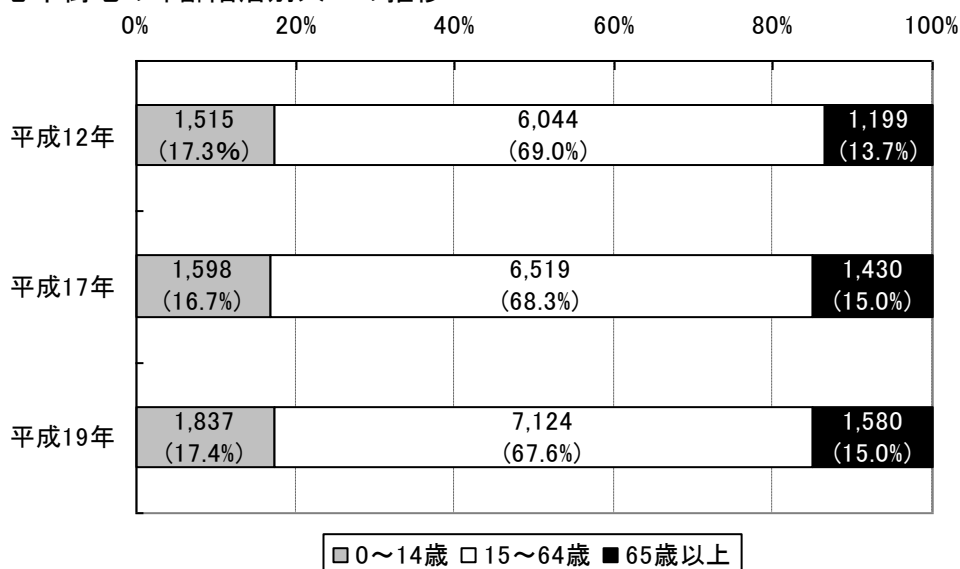 0% 20% 40% 60% 80% 100%
平成12年
1,515 6,044 1,199
(17.3%) (69.0%) (13.7%)
平成17年
1,598 6,519 1,430
(16.7%) (68.3%) (15.0%)
平成19年
1,837 7,124 1,580
(17.4%) (67.6%) (15.0%)
0～14歳 15～64歳 65歳以上